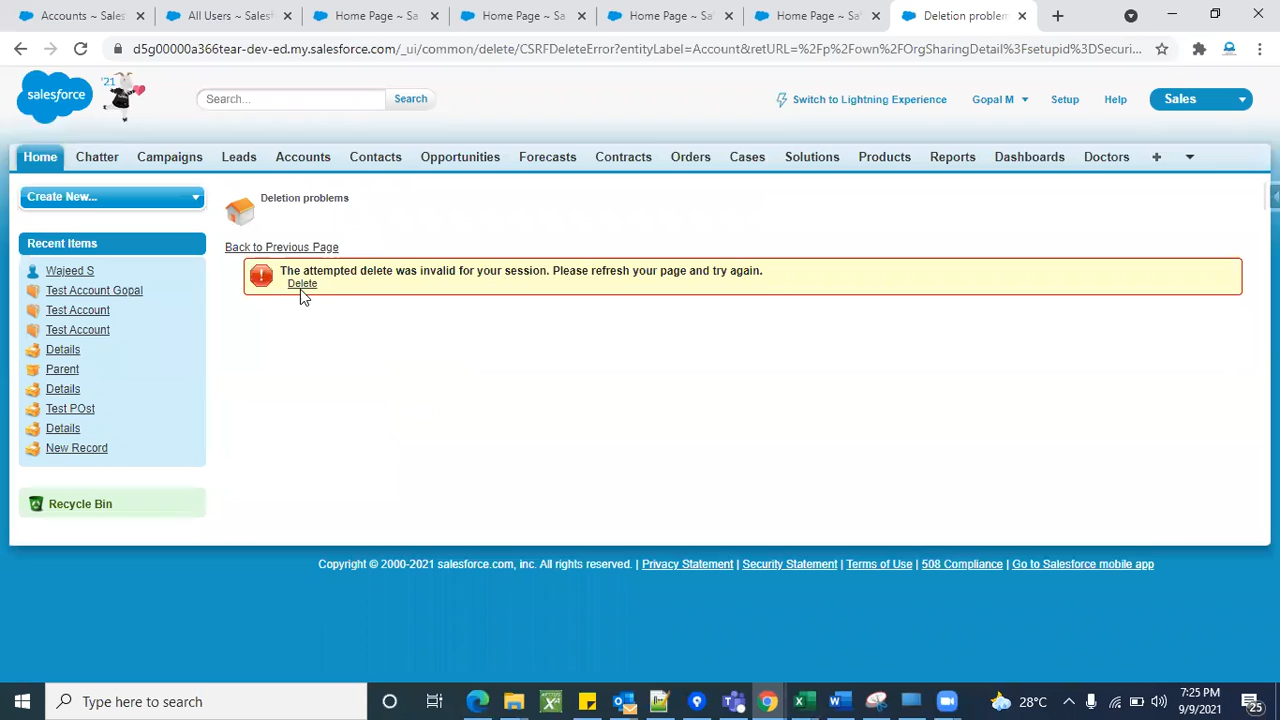 Accounts ~ Sales
All Users ~ Salesf
Home Page ~ Sa
Home Page ~ Sa
Home Page ~ Sa
Home Page ~ Sa
Deletion problem
d5g00000a366tear-dev-ed.my.salesforce.com/_ui/common/delete/CSRFDeleteError?entityLabel=Account&retURL=%2Fp%2Fown%2FOrgSharingDetail%3Fsetupid%3DSecuri...
salesforce
'21
Search...
Search
Switch to Lightning Experience
Gopal M
Setup
Help
Sales
Home
Chatter
Campaigns
Leads
Accounts
Contacts
Opportunities
Forecasts
Contracts
Orders
Cases
Solutions
Products
Reports
Dashboards
Doctors
Create New...
Deletion problems
Recent Items
Back to Previous Page
The attempted delete was invalid for your session. Please refresh your page and try again.
Delete
Wajeed S
Test Account Gopal
Test Account
Test Account
Details
Parent
Details
Test POst
Details
New Record
Recycle Bin
Copyright © 2000-2021 salesforce.com, inc. All rights reserved. | Privacy Statement | Security Statement | Terms of Use | 508 Compliance | Go to Salesforce mobile app
Type here to search
28°C
7:25 PM
9/9/2021
25